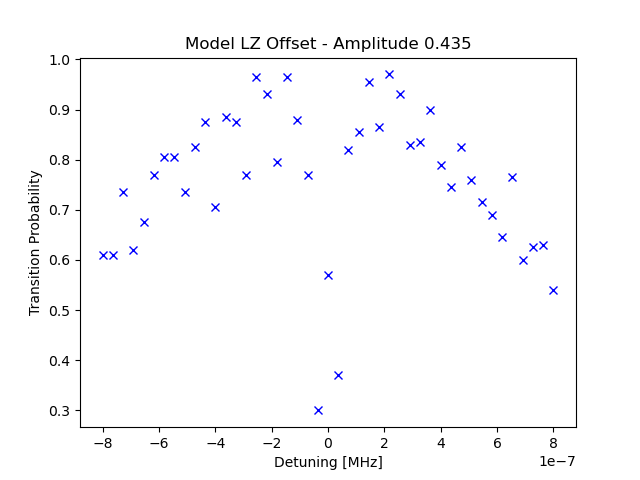 Model LZ Offset - Amplitude 0.435
1.0
0.9
0.8
0.7
0.6
0.5
0.4
0.3
Transition Probability
−8 −6 −4 −2 0 2 4 6 8
1e−7
Detuning [MHz]